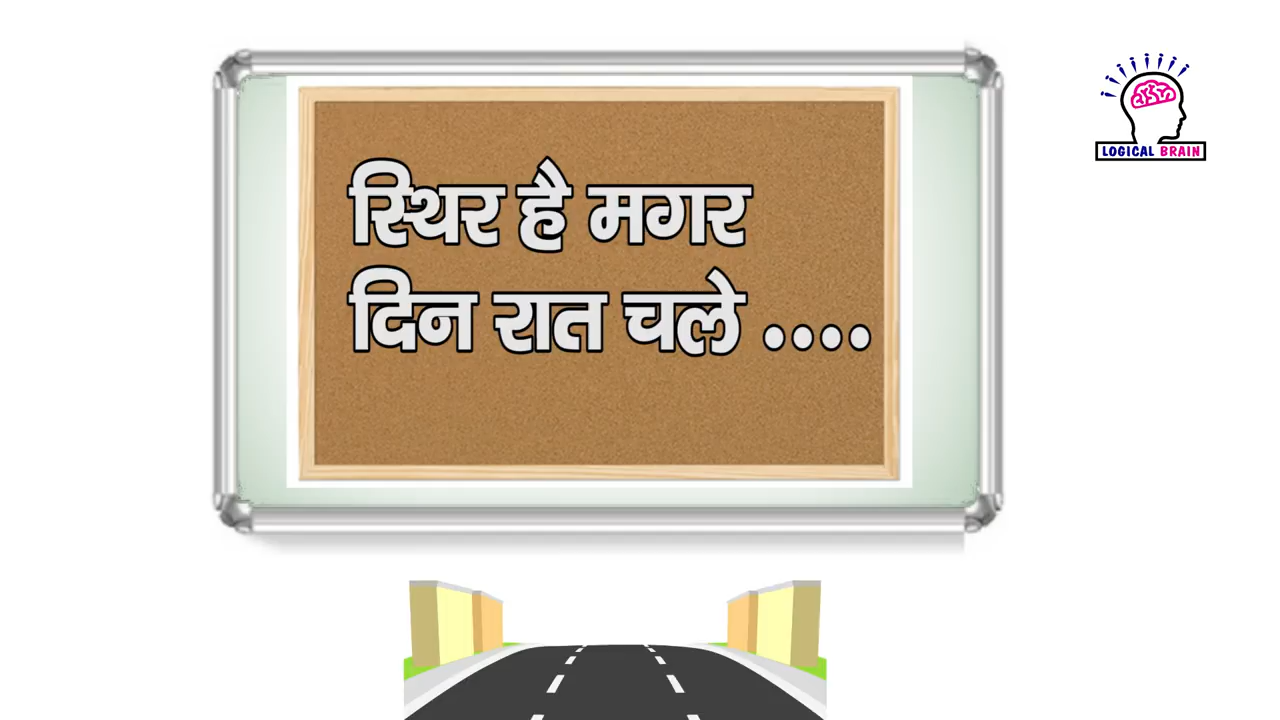 स्थिर है मगर
दिन रात चले ....
LOGICAL BRAIN